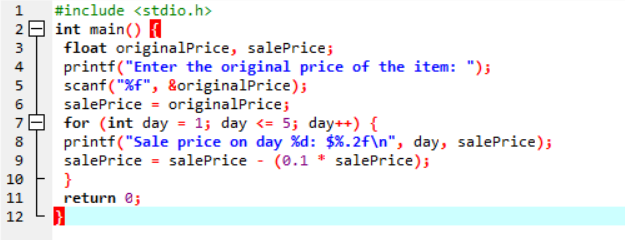 1 #include <stdio.h>
2 int main() {
3 float originalPrice, salePrice;
4 printf("Enter the original price of the item: ");
5 scanf("%f", &originalPrice);
6 salePrice = originalPrice;
7 for (int day = 1; day <= 5; day++) {
8 printf("Sale price on day %d: $%.2f\n", day, salePrice);
9 salePrice = salePrice - (0.1 * salePrice);
10 }
11 return 0;
12 }